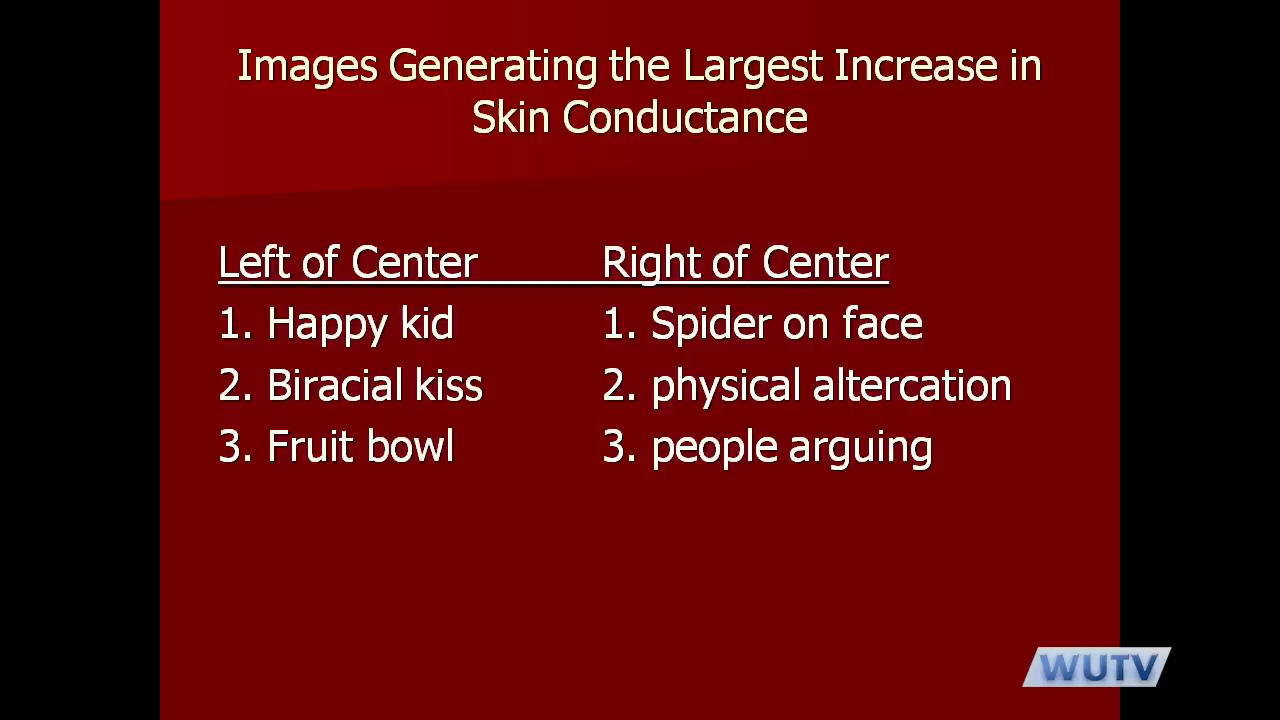 Images Generating the Largest Increase in
Skin Conductance
Left of Center Right of Center
1. Happy kid 1. Spider on face
2. Biracial kiss 2. physical altercation
3. Fruit bowl 3. people arguing
WUTV